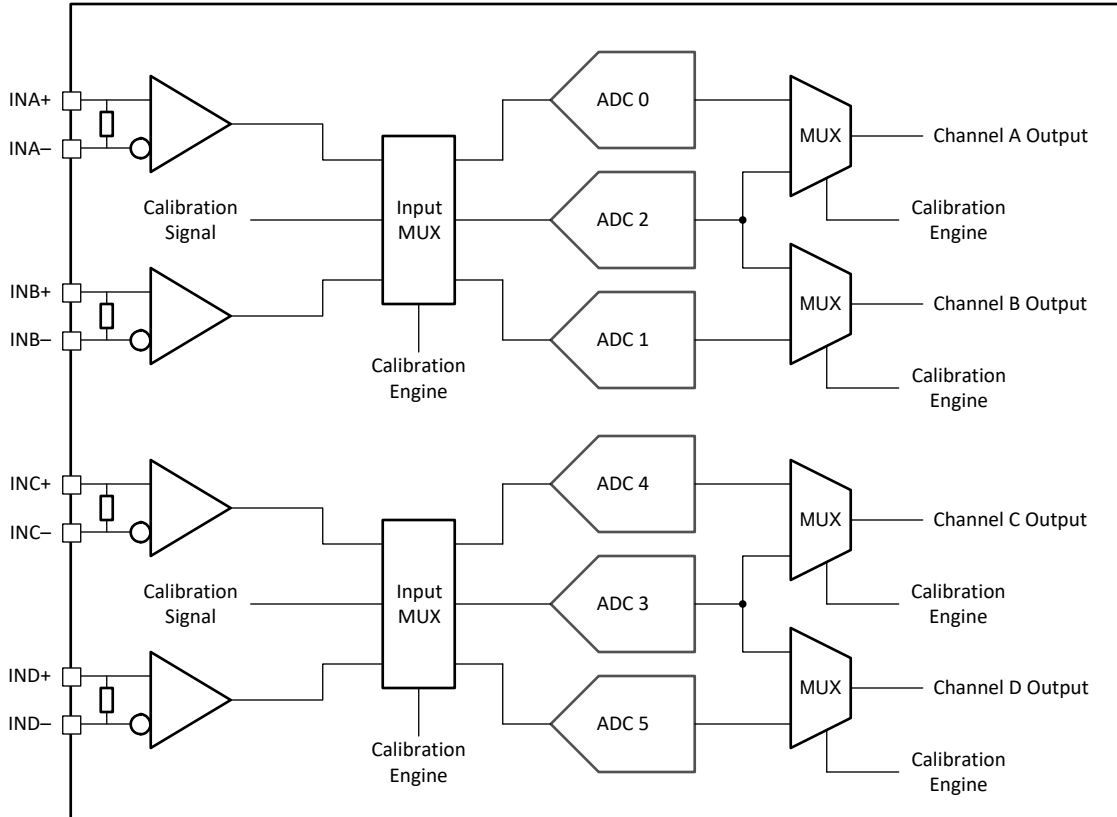 INA+
INA–
Calibration
Signal
INB+
INB–
Input
MUX
Calibration
Engine
ADC 0
ADC 2
ADC 1
MUX
Channel A Output
Calibration
Engine
MUX
Channel B Output
Calibration
Engine
INC+
INC–
Calibration
Signal
IND+
IND–
Input
MUX
Calibration
Engine
ADC 4
ADC 3
ADC 5
MUX
Channel C Output
Calibration
Engine
MUX
Channel D Output
Calibration
Engine